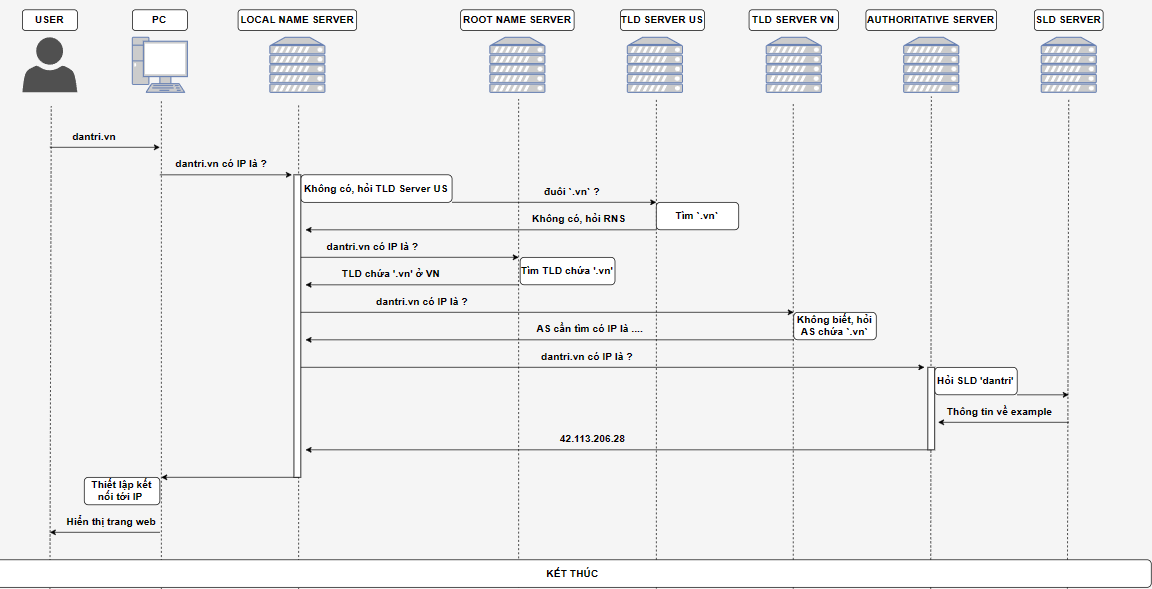 USER
PC
LOCAL NAME SERVER
ROOT NAME SERVER
TLD SERVER US
TLD SERVER VN
AUTHORITATIVE SERVER
SLD SERVER
dantri.vn
dantri.vn có IP là ?
Không có, hỏi TLD Server US
đuôi `.vn` ?
Tìm `.vn`
Không có, hỏi RNS
dantri.vn có IP là ?
Tìm TLD chứa '.vn'
TLD chứa '.vn' ở VN
dantri.vn có IP là ?
Không biết, hỏi
AS chứa `.vn`
AS cần tìm có IP là ....
dantri.vn có IP là ?
Hỏi SLD 'dantri'
Thông tin về example
42.113.206.28
Thiết lập kết
nối tới IP
Hiển thị trang web
KẾT THÚC